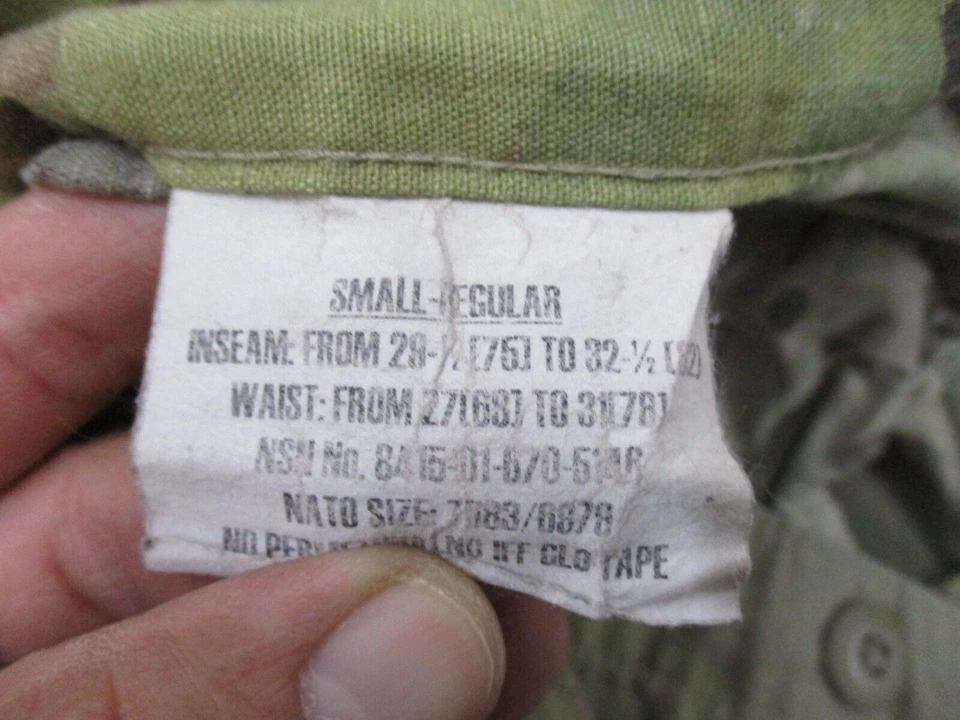 SMALL-REGULAR
INSEAM: FROM 29-½ [75] TO 32-½
WAIST: FROM 27[68] TO 31[78]
NSN No.
NATO SIZE:
NO IFF GLO TAPE